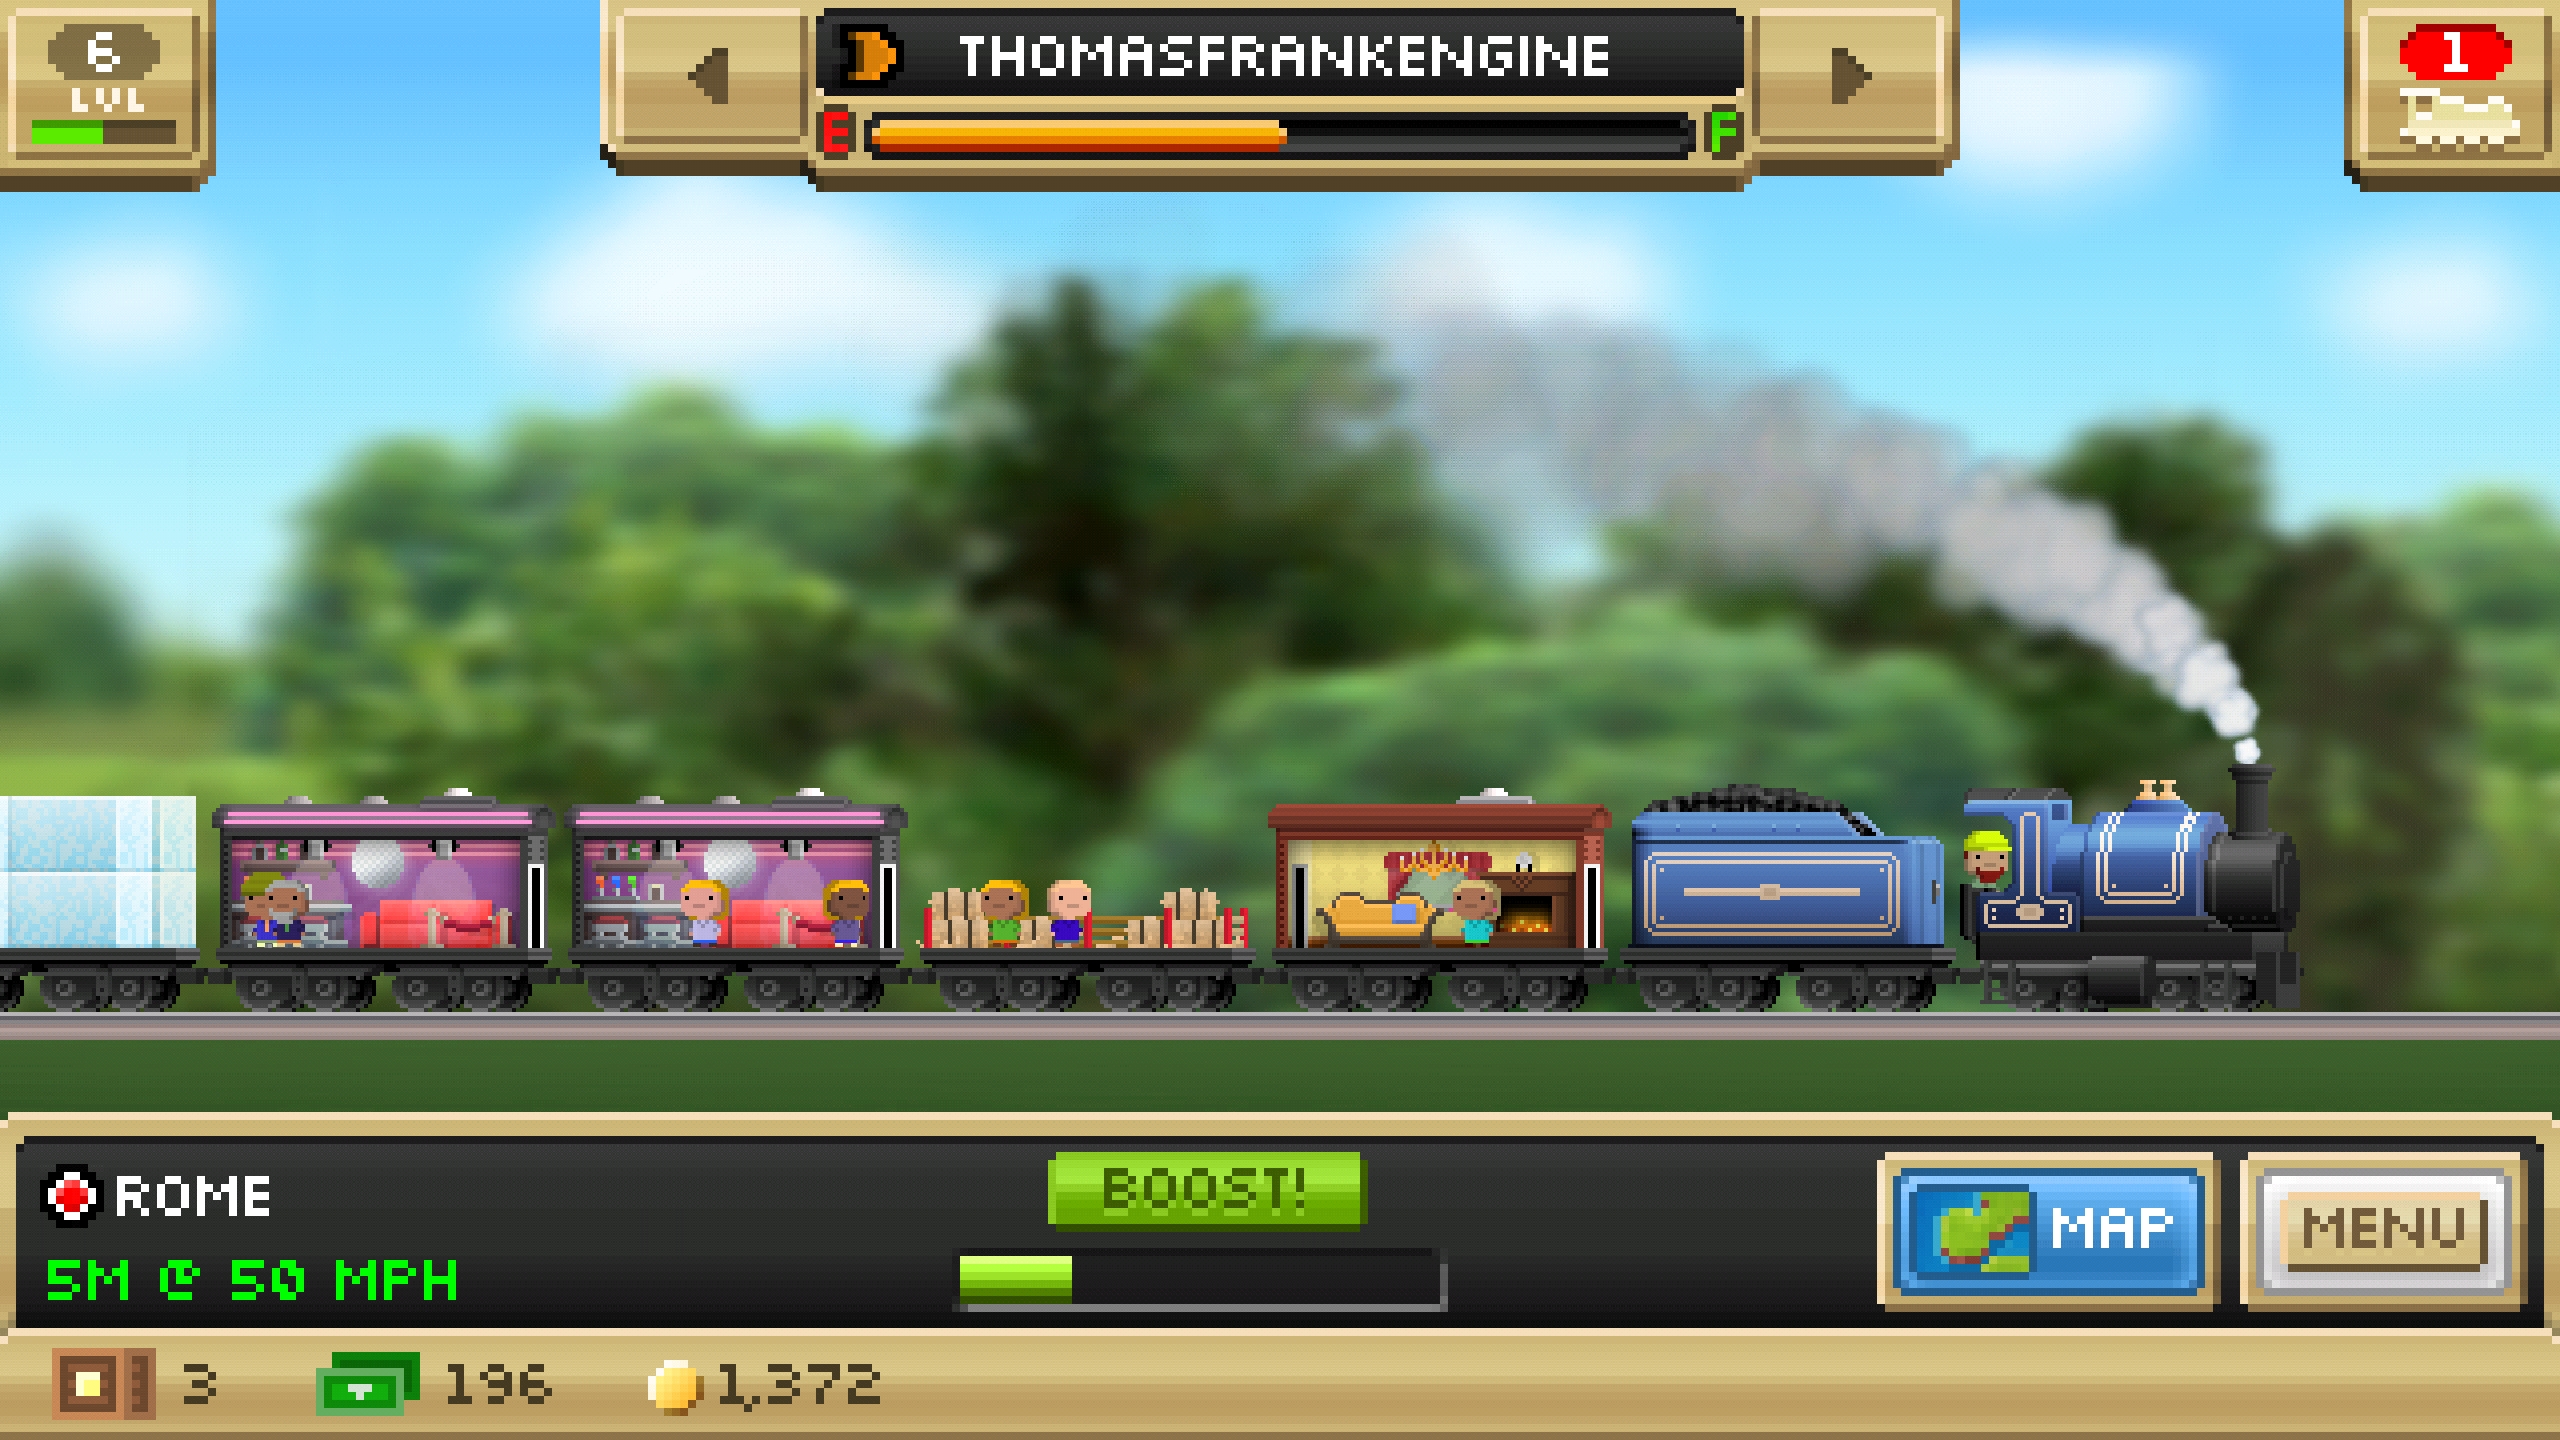 6
LVL
THOMASFRANKENGINE
E F
1
ROME
BOOST!
5M @ 50 MPH
MAP
MENU
3
196
1,372